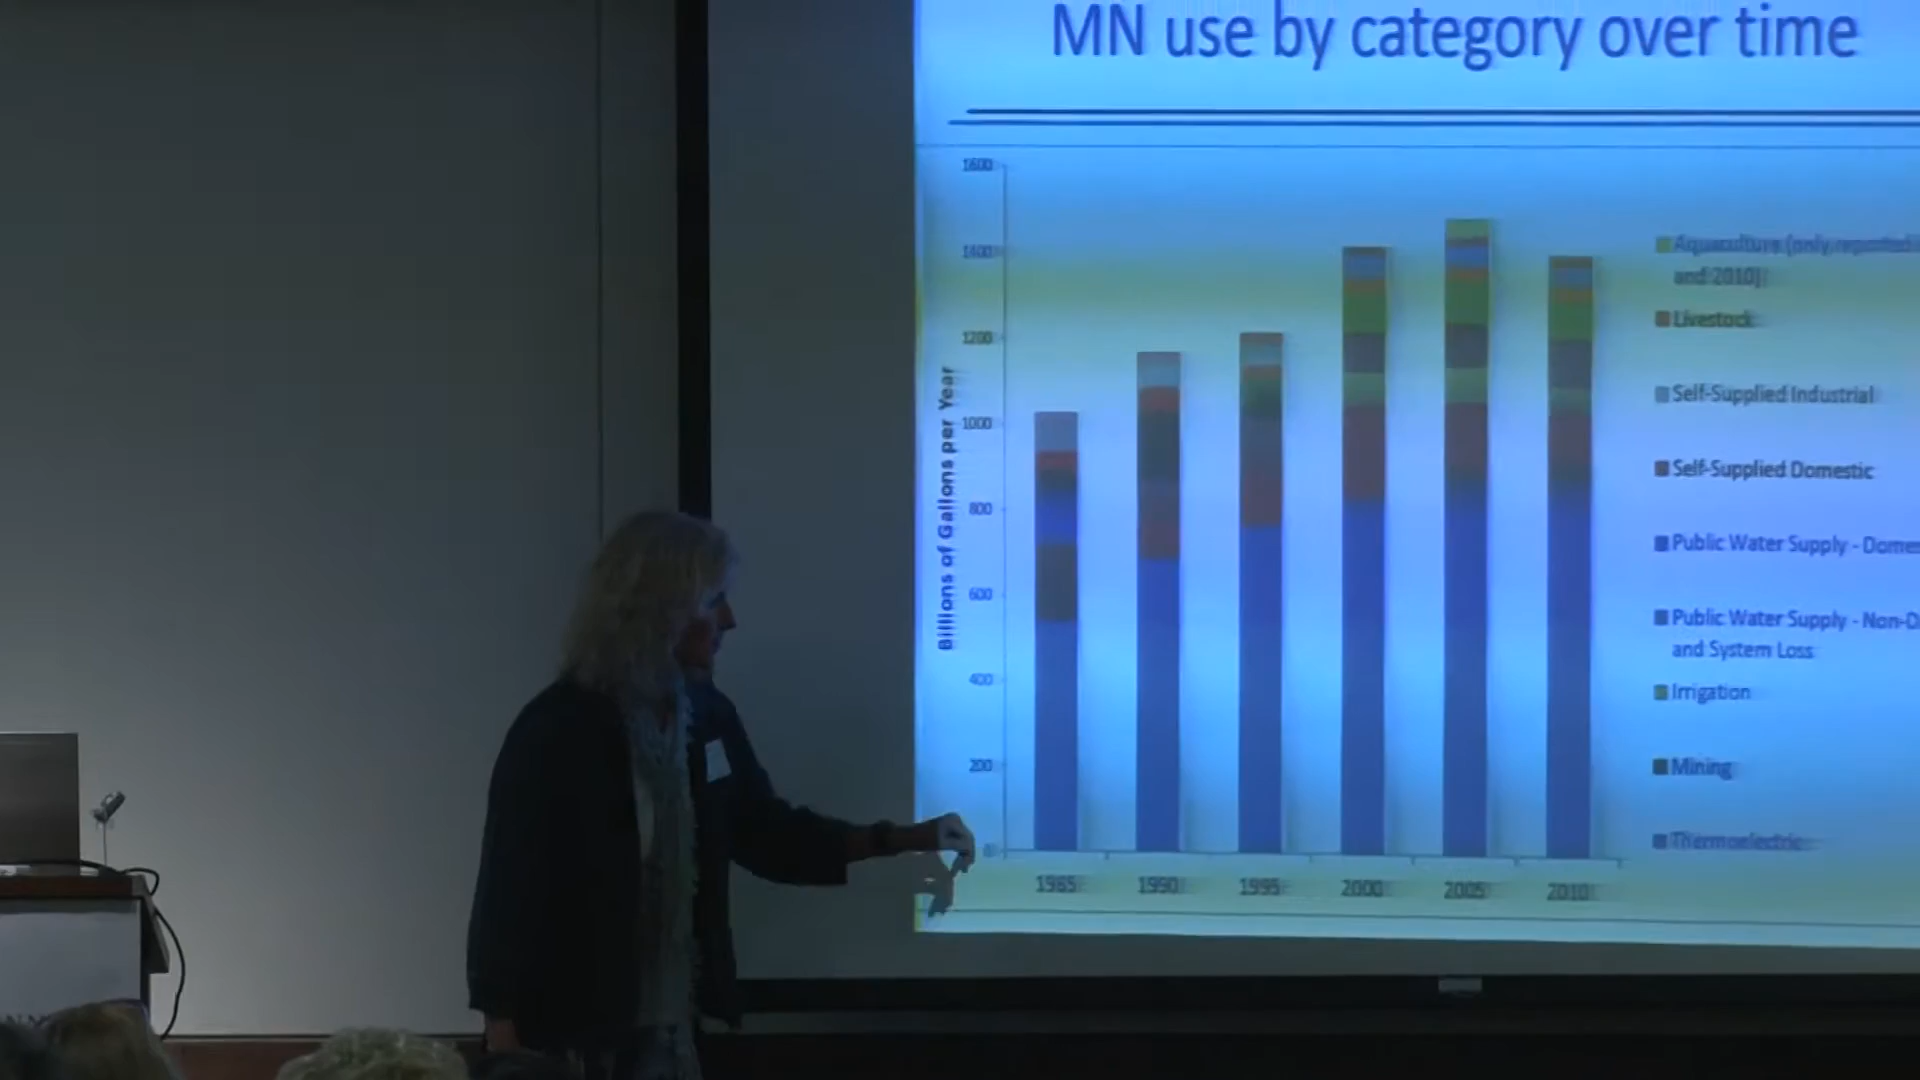 MN use by category over time
1600
1400
1200
1000
800
600
400
200
0
Billions of Gallons per Year
1985
1990
1995
2000
2005
2010
Aquaculture (only reported
and 2010)
Livestock
Self-Supplied Industrial
Self-Supplied Domestic
Public Water Supply - Domes
Public Water Supply - Non-D
and System Loss
Irrigation
Mining
Thermoelectric